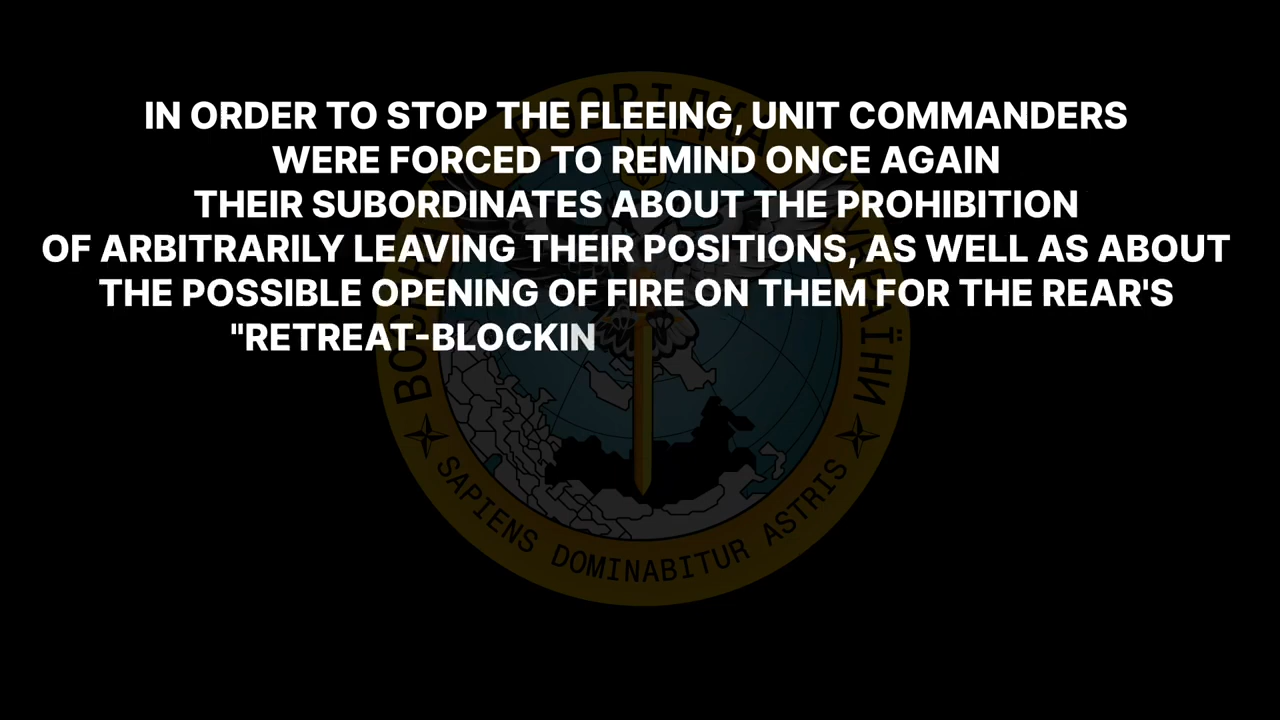 IN ORDER TO STOP THE FLEEING, UNIT COMMANDERS
WERE FORCED TO REMIND ONCE AGAIN
THEIR SUBORDINATES ABOUT THE PROHIBITION
OF ARBITRARILY LEAVING THEIR POSITIONS, AS WELL AS ABOUT
THE POSSIBLE OPENING OF FIRE ON THEM FOR THE REAR'S
"RETREAT-BLOCKIN
SAPIENS DOMINABITUR ASTRIS